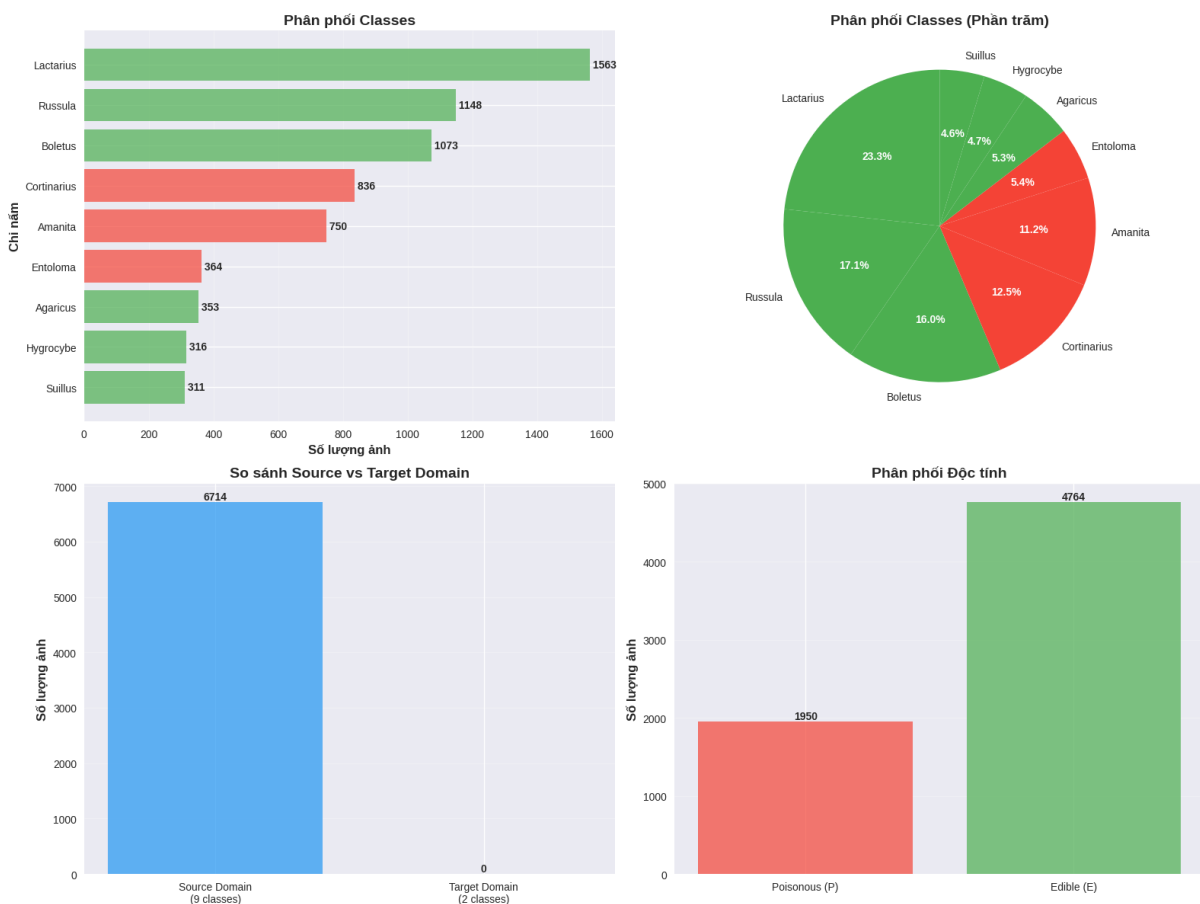 Phân phối Classes
Chi nấm
Lactarius
1563
Russula
1148
Boletus
1073
Cortinarius
836
Amanita
750
Entoloma
364
Agaricus
353
Hygrocybe
316
Suillus
311
0 200 400 600 800 1000 1200 1400 1600
Số lượng ảnh
Phân phối Classes (Phần trăm)
Suillus
Hygrocybe
Agaricus
Entoloma
Amanita
Cortinarius
Boletus
Russula
Lactarius
4.6%
4.7%
5.3%
5.4%
11.2%
12.5%
16.0%
17.1%
23.3%
So sánh Source vs Target Domain
Số lượng ảnh
7000
6000
5000
4000
3000
2000
1000
0
6714
0
Source Domain
(9 classes)
Target Domain
(2 classes)
Phân phối Độc tính
Số lượng ảnh
5000
4000
3000
2000
1000
0
1950
4764
Poisonous (P)
Edible (E)